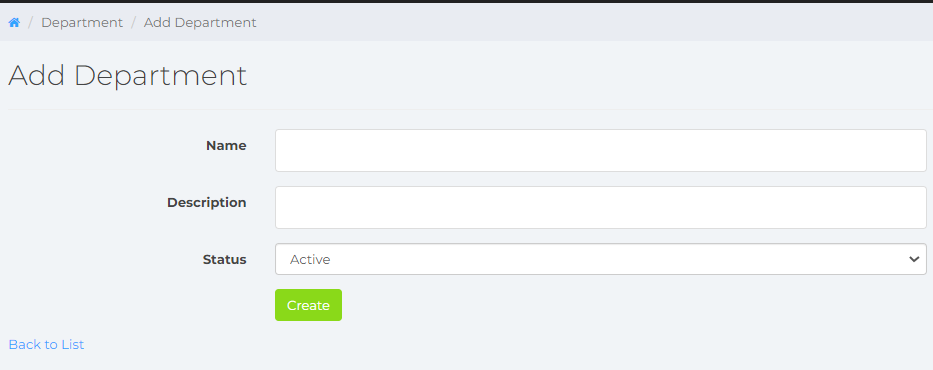 / Department / Add Department
Add Department
Name
Description
Status Active
Create
Back to List